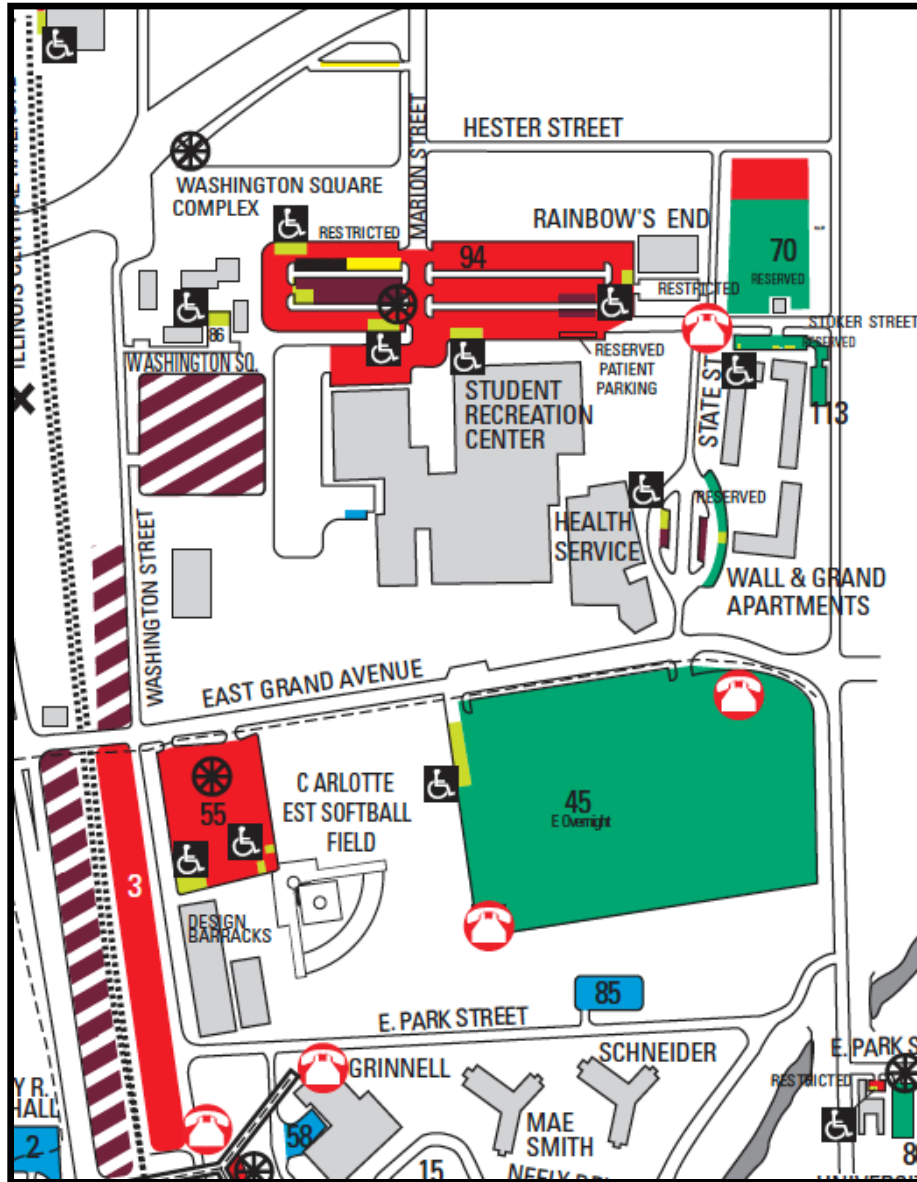 HESTER STREET
MARION STREET
WASHINGTON SQUARE
COMPLEX
RESTRICTED
RAINBOW'S END
94
70
RESERVED
RESTRICTED
86
WASHINGTON SQ.
STOKER STREET
RESERVED
RESERVED
PATIENT
PARKING
STATE ST
113
STUDENT
RECREATION
CENTER
RESERVED
HEALTH
SERVICE
WASHINGTON STREET
WALL & GRAND
APARTMENTS
EAST GRAND AVENUE
C ARLOTTE
EST SOFTBALL
FIELD
45
E Overnight
55
3
DESIGN
BARRACKS
85
E. PARK STREET
GRINNELL
SCHNEIDER
E. PARK S
RESTRICTED
Y R.
HALL
2
58
MAE
SMITH
15
8